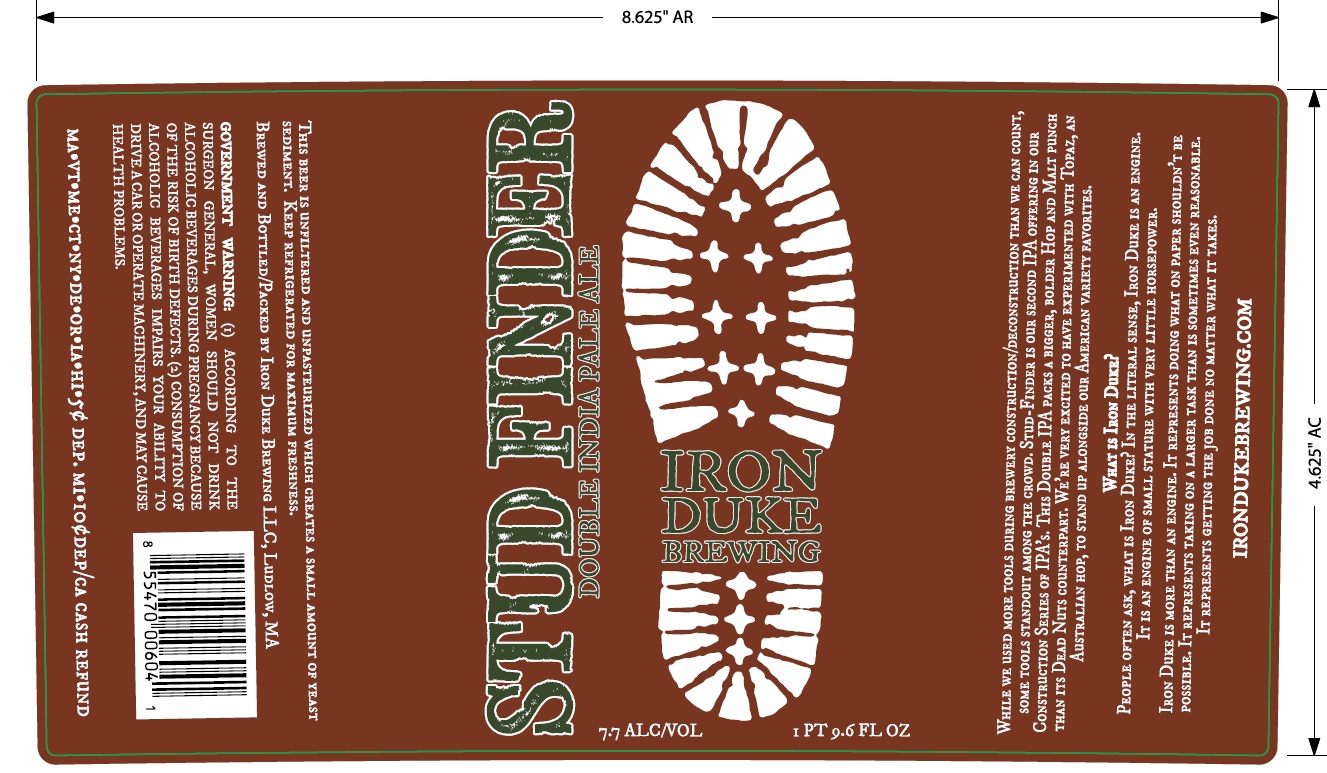 8.625" AR
4.625" AC
MA•VT•ME•CT•NY•DE•OR•IA•HI•5¢ DEP. MI•10¢DEP/CA CASH REFUND
GOVERNMENT WARNING: (1) ACCORDING TO THE
SURGEON GENERAL, WOMEN SHOULD NOT DRINK
ALCOHOLIC BEVERAGES DURING PREGNANCY BECAUSE
OF THE RISK OF BIRTH DEFECTS. (2) CONSUMPTION OF
ALCOHOLIC BEVERAGES IMPAIRS YOUR ABILITY TO
DRIVE A CAR OR OPERATE MACHINERY, AND MAY CAUSE
HEALTH PROBLEMS.
8 55470 00604 1
This beer is unfiltered and unpasteurized which creates a small amount of yeast
sediment. Keep refrigerated for maximum freshness.
Brewed and Bottled/Packed by Iron Duke Brewing LLC, Ludlow, MA
STUD FINDER
DOUBLE INDIA PALE ALE
IRON
DUKE
BREWING
7.7 ALC/VOL
1 PT 9.6 FL OZ
While we used more tools during brewery construction/deconstruction than we can count,
some tools standout among the crowd. Stud-Finder is our second IPA offering in our
Construction Series of IPA's. This Double IPA packs a bigger, bolder Hop and Malt punch
than its Dead Nuts counterpart. We're very excited to have experimented with Topaz, an
Australian hop, to stand up alongside our American variety favorites.
What is Iron Duke?
People often ask, what is Iron Duke? In the literal sense, Iron Duke is an engine.
It is an engine of small stature with very little horsepower.
Iron Duke is more than an engine. It represents doing what on paper shouldn't be
possible. It represents taking on a larger task than is sometimes even reasonable.
It represents getting the job done no matter what it takes.
IRONDUKEBREWING.COM